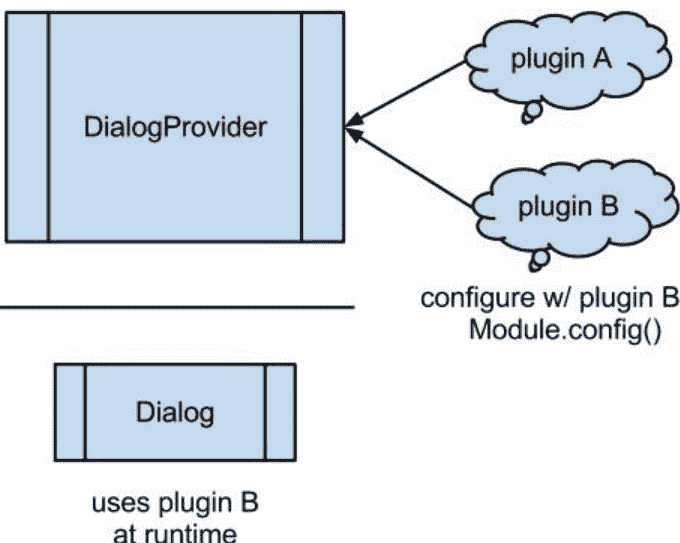 DialogProvider
plugin A
plugin B
configure w/ plugin B
Module.config()
Dialog
uses plugin B
at runtime